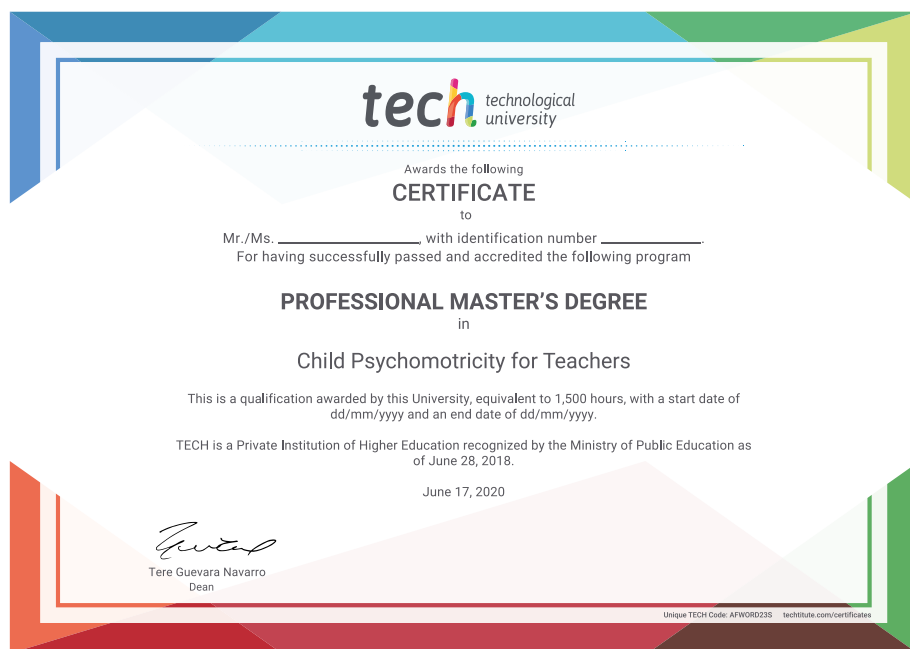 tech technological
university
Awards the following
CERTIFICATE
to
Mr./Ms. ____________________, with identification number ______________.
For having successfully passed and accredited the following program
PROFESSIONAL MASTER'S DEGREE
in
Child Psychomotricity for Teachers
This is a qualification awarded by this University, equivalent to 1,500 hours, with a start date of
dd/mm/yyyy and an end date of dd/mm/yyyy.
TECH is a Private Institution of Higher Education recognized by the Ministry of Public Education as
of June 28, 2018.
June 17, 2020
Tere Guevara Navarro
Dean
Unique TECH Code: AFWORD23S techtitute.com/certificates